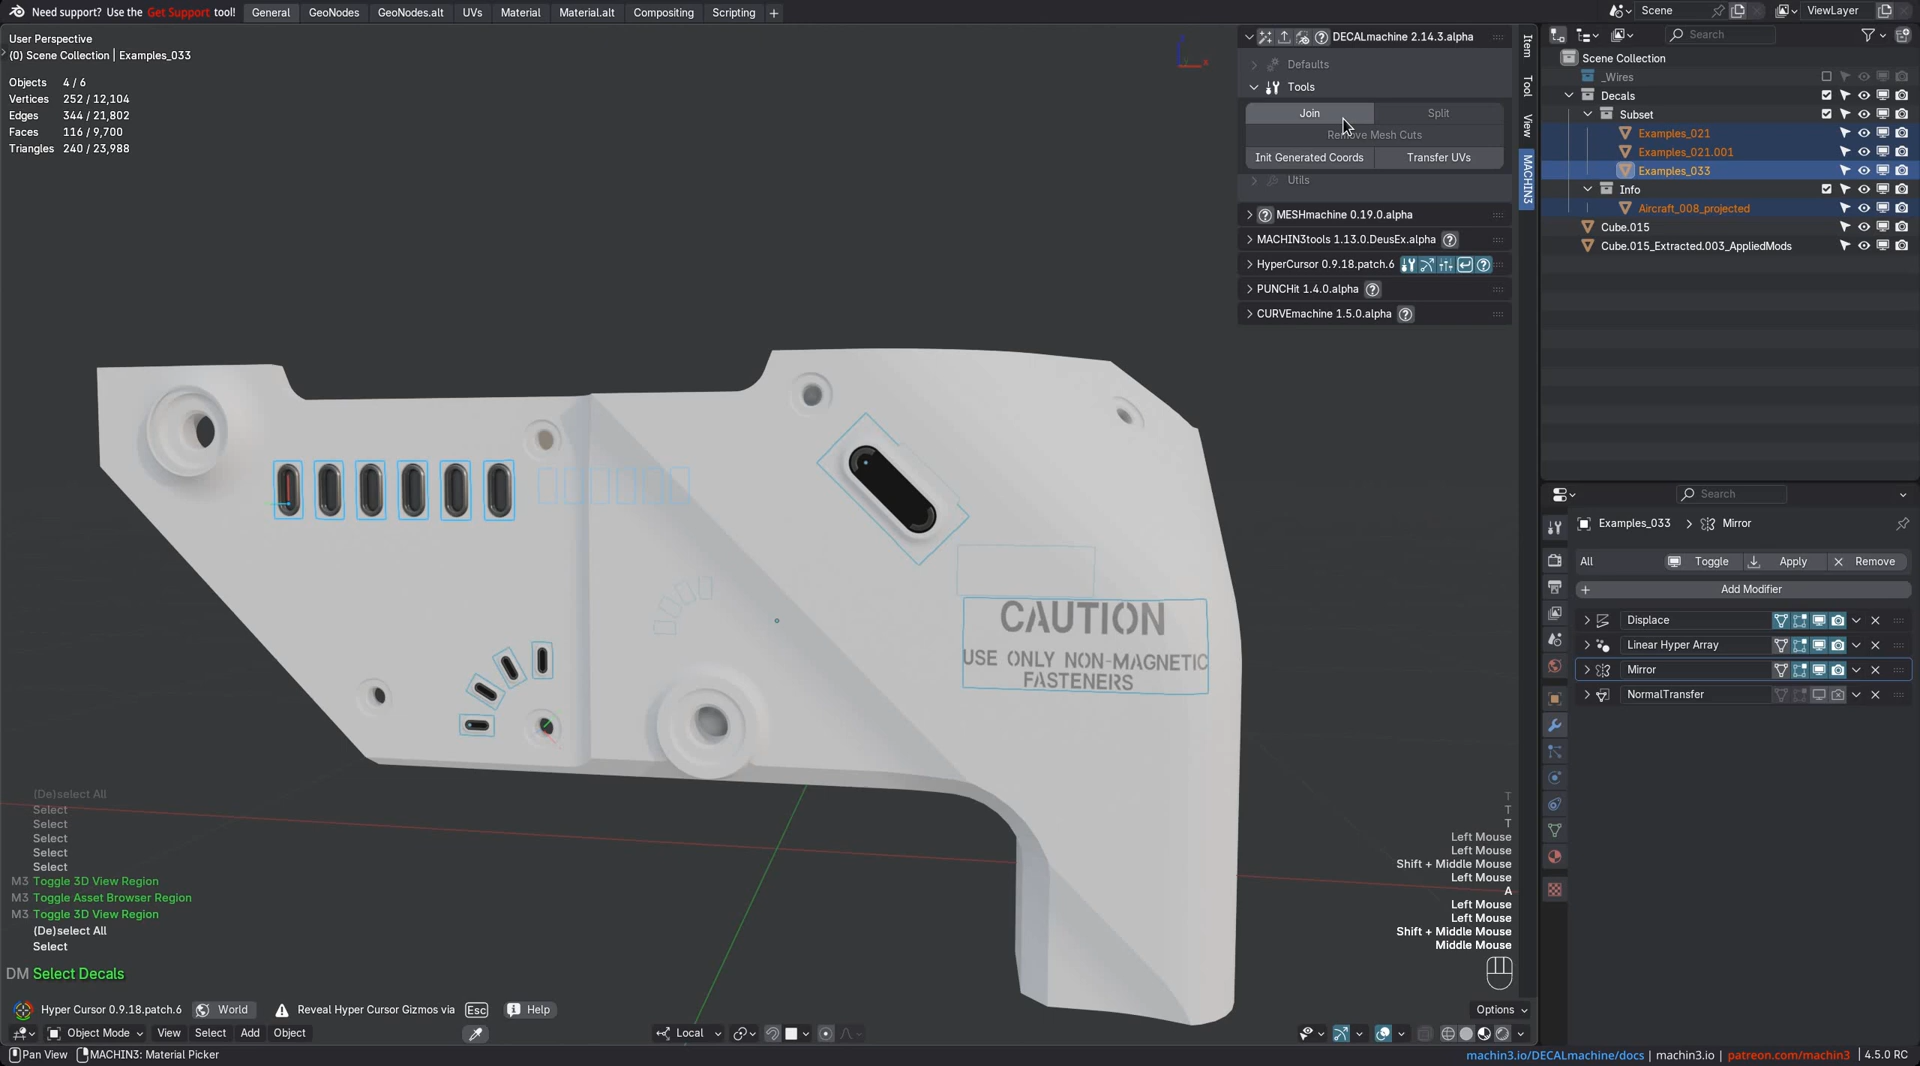 Need support? Use the Get Support tool!
General
GeoNodes
GeoNodes.alt
UVs
Material
Material.alt
Compositing
Scripting
Scene
ViewLayer
User Perspective
(0) Scene Collection | Examples_033
Objects 4 / 6
Vertices 252 / 12,104
Edges 344 / 21,802
Faces 116 / 9,700
Triangles 240 / 23,988
DECALmachine 2.14.3.alpha
Defaults
Tools
Join
Split
Remove Mesh Cuts
Init Generated Coords
Transfer UVs
Utils
MESHmachine 0.19.0.alpha
MACHIN3tools 1.13.0.DeusEx.alpha
HyperCursor 0.9.18.patch.6
PUNCHit 1.4.0.alpha
CURVEmachine 1.5.0.alpha
Item
Tool
View
MACHIN3
Search
Scene Collection
_Wires
Decals
Subset
Examples_021
Examples_021.001
Examples_033
Info
Aircraft_008_projected
Cube.015
Cube.015_Extracted.003_AppliedMods
Search
Examples_033
Mirror
All
Toggle
Apply
Remove
Add Modifier
Displace
Linear Hyper Array
Mirror
NormalTransfer
CAUTION
USE ONLY NON-MAGNETIC
FASTENERS
(De)select All
Select
Select
Select
Select
Select
M3 Toggle 3D View Region
M3 Toggle Asset Browser Region
M3 Toggle 3D View Region
(De)select All
Select
DM Select Decals
T
T
T
Left Mouse
Left Mouse
Shift + Middle Mouse
Left Mouse
A
Left Mouse
Left Mouse
Shift + Middle Mouse
Middle Mouse
Hyper Cursor 0.9.18.patch.6
World
Reveal Hyper Cursor Gizmos via
Esc
Help
Options
Object Mode
View
Select
Add
Object
Local
Pan View
MACHIN3: Material Picker
machin3.io/DECALmachine/docs | machin3.io | patreon.com/machin3 | 4.5.0 RC